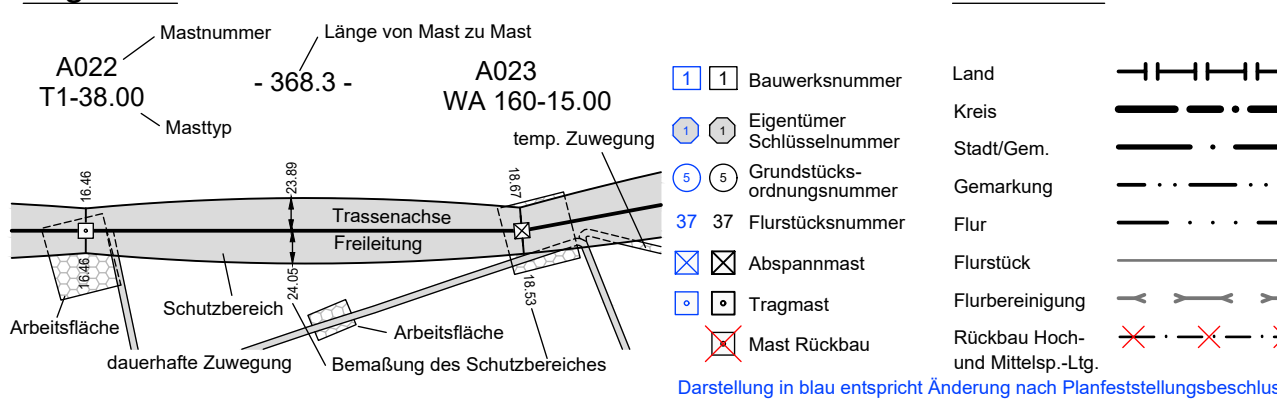 Mastnummer
Länge von Mast zu Mast
A022
T1-38.00
- 368.3 -
A023
WA 160-15.00
Masttyp
temp. Zuwegung
16.46
23.89
18.67
Trassenachse
Freileitung
16.46
24.05
18.53
Schutzbereich
Arbeitsfläche
Arbeitsfläche
dauerhafte Zuwegung
Bemaßung des Schutzbereiches
1 1 Bauwerksnummer
1 1 Eigentümer
Schlüsselnummer
5 5 Grundstücks-
ordnungsnummer
37 37 Flurstücksnummer
Abspannmast
Tragmast
Mast Rückbau
Land
Kreis
Stadt/Gem.
Gemarkung
Flur
Flurstück
Flurbereinigung
Rückbau Hoch-
und Mittelsp.-Ltg.
Darstellung in blau entspricht Änderung nach Planfeststellungsbeschlus